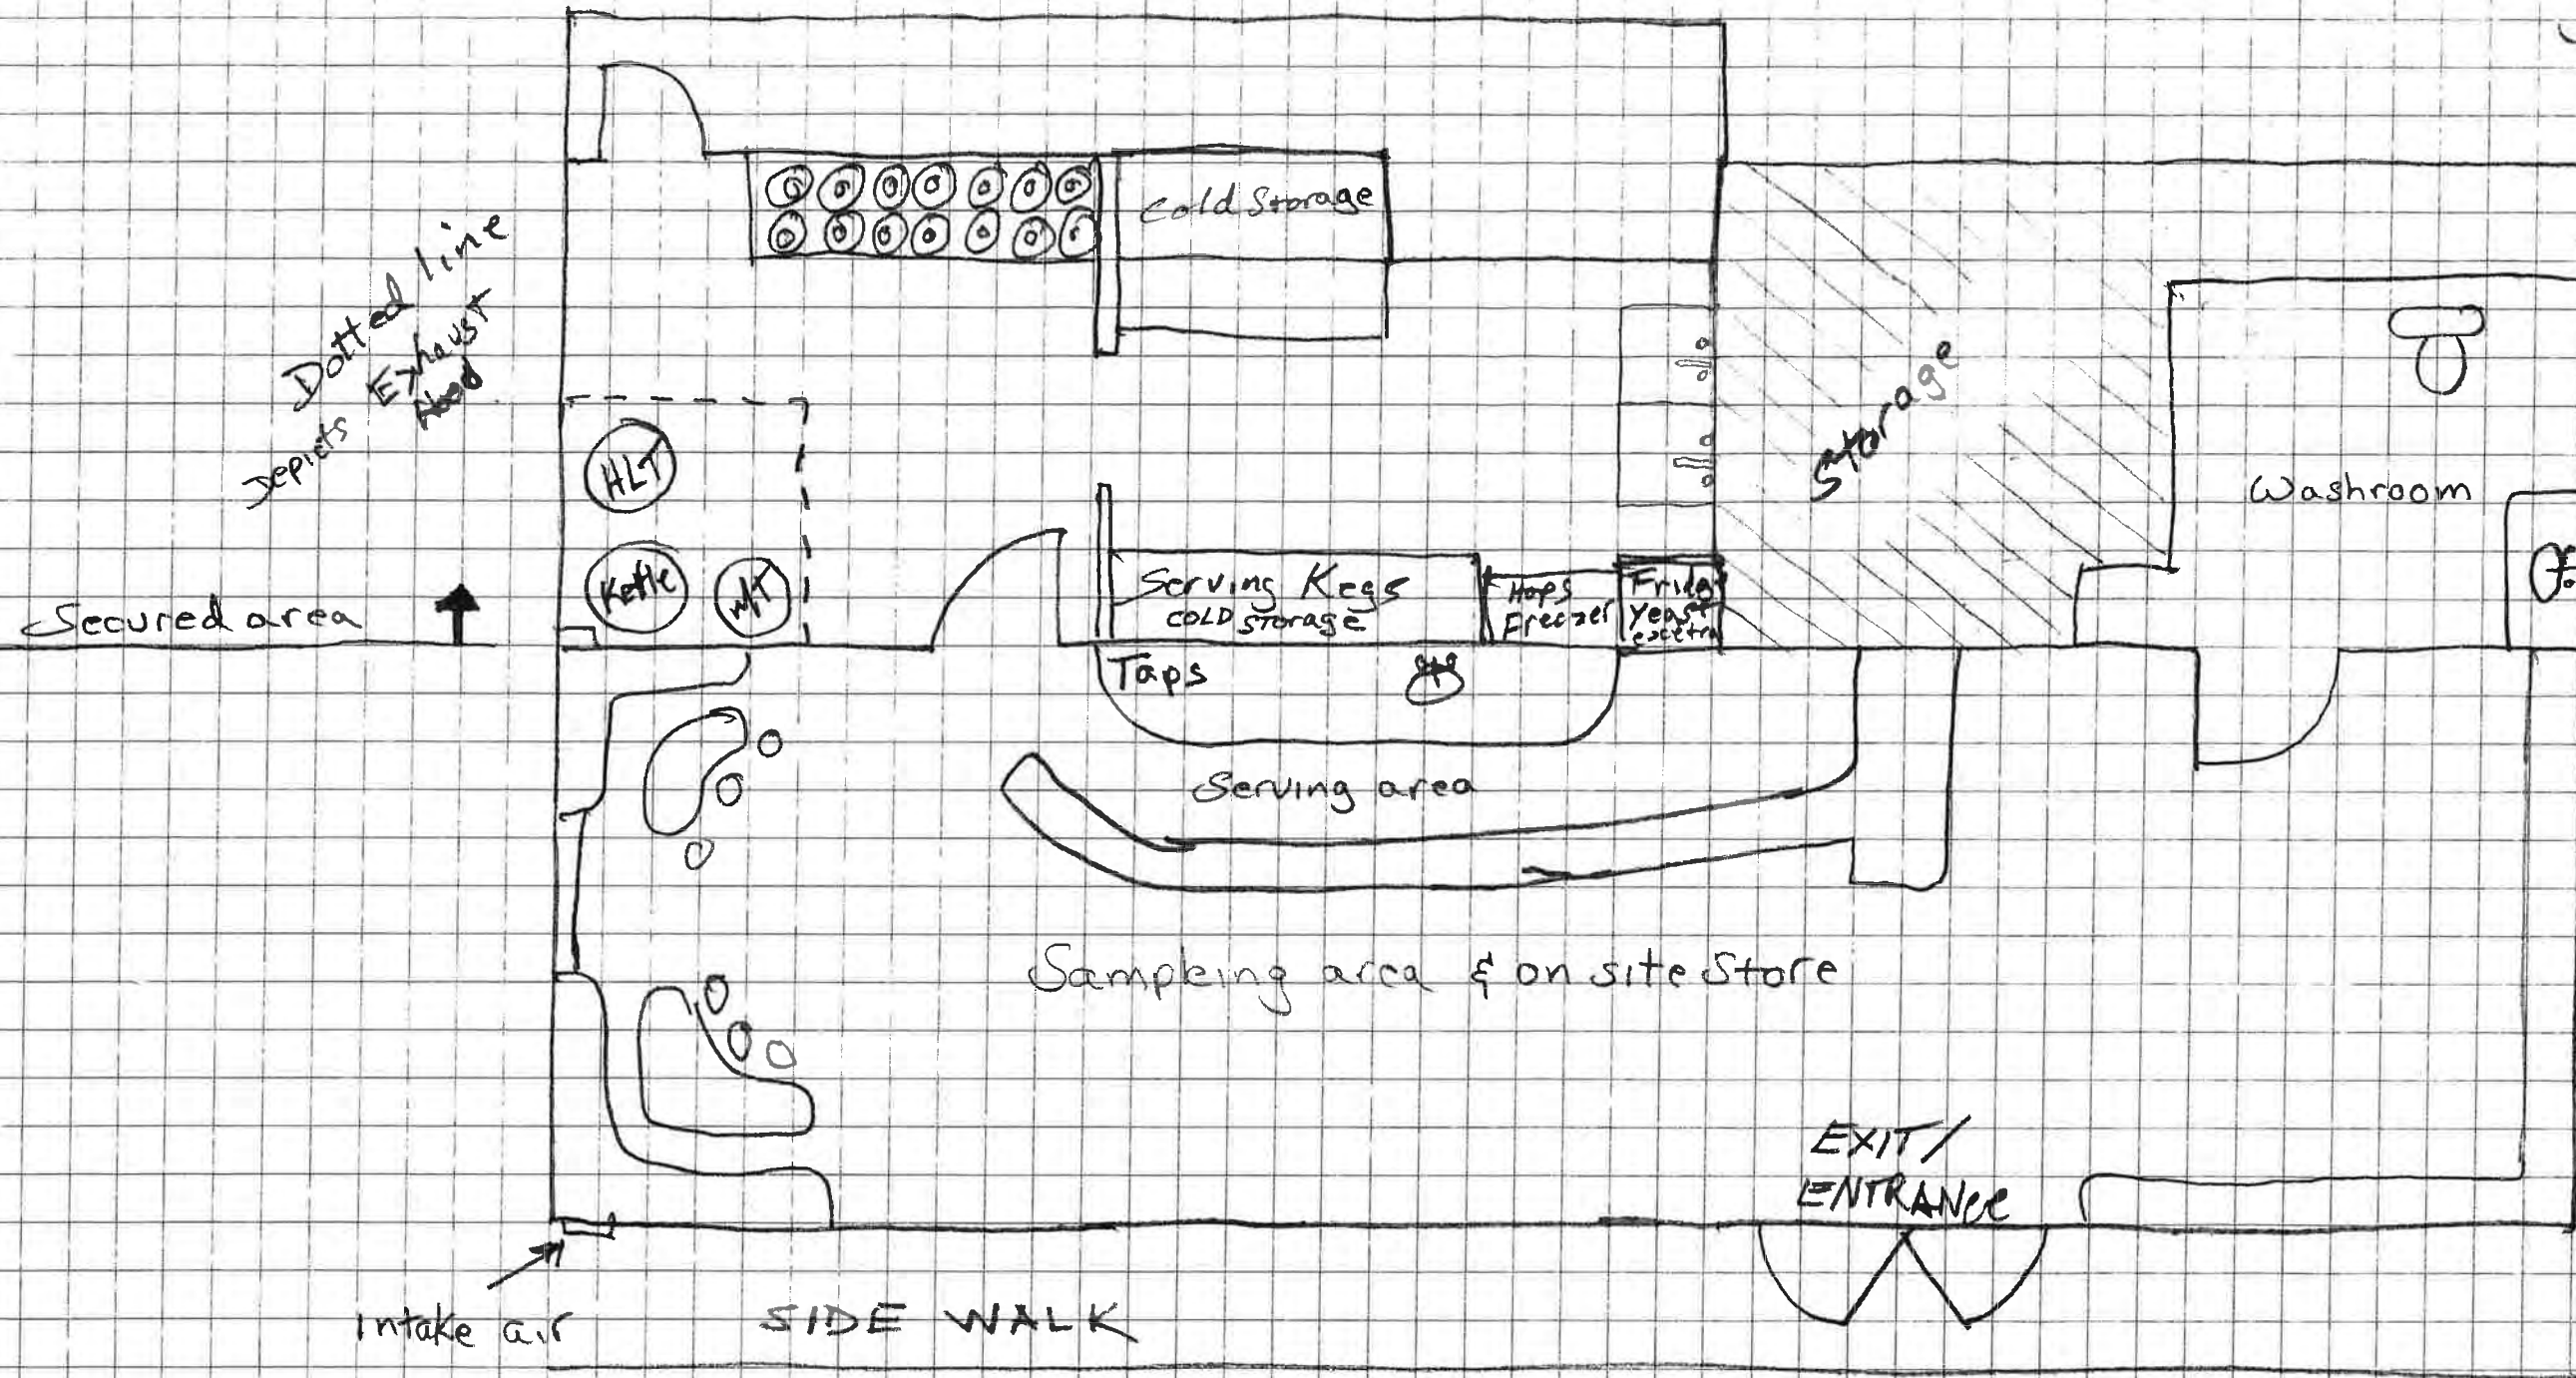 Cold Storage
Dotted line
Depicts Exhaust
Hood
Storage
HLT
Kettle
M/T
Washroom
Secured area
Serving Kegs
COLD Storage
Hops
Freezer
Fridge
Yeast
excetra
Taps
Serving area
Sampleing area & on site Store
EXIT/
ENTRANCE
Intake air
SIDE WALK